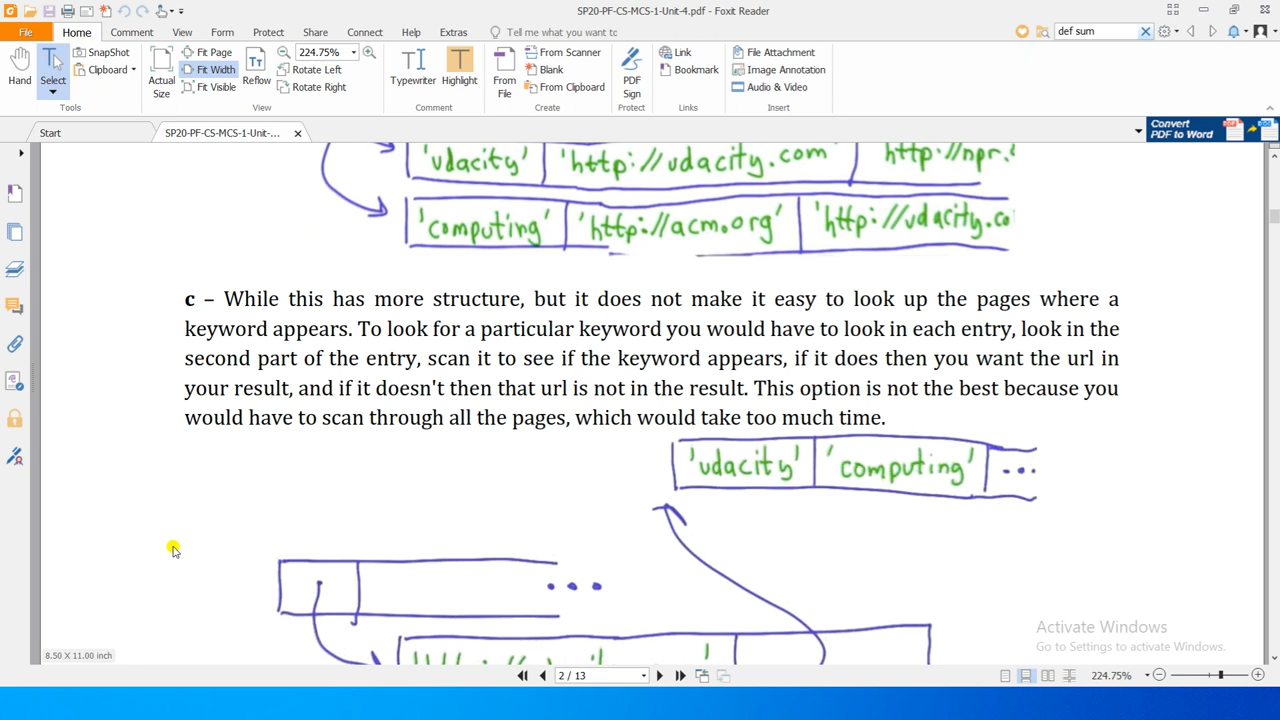 SP20-PF-CS-MCS-1-Unit-4.pdf - Foxit Reader
File Home Comment View Form Protect Share Connect Help Extras Tell me what you want tc def sum
Hand
Select
SnapShot
Clipboard
Tools
Actual Size
Fit Page
Fit Width
Fit Visible
Reflow
224.75%
Rotate Left
Rotate Right
View
Typewriter
Highlight
Comment
From File
From Scanner
Blank
From Clipboard
Create
PDF Sign
Protect
Link
Bookmark
Links
File Attachment
Image Annotation
Audio & Video
Insert
Start SP20-PF-CS-MCS-1-Unit-...
Convert
PDF to Word
'udacity' 'http://udacity.com' 'http://npr.
'computing' 'http://acm.org' 'http://udacity.co
c – While this has more structure, but it does not make it easy to look up the pages where a
keyword appears. To look for a particular keyword you would have to look in each entry, look in the
second part of the entry, scan it to see if the keyword appears, if it does then you want the url in
your result, and if it doesn't then that url is not in the result. This option is not the best because you
would have to scan through all the pages, which would take too much time.
'udacity' 'computing' ...
...
Activate Windows
Go to Settings to activate Windows.
8.50 X 11.00 inch
2 / 13
224.75%